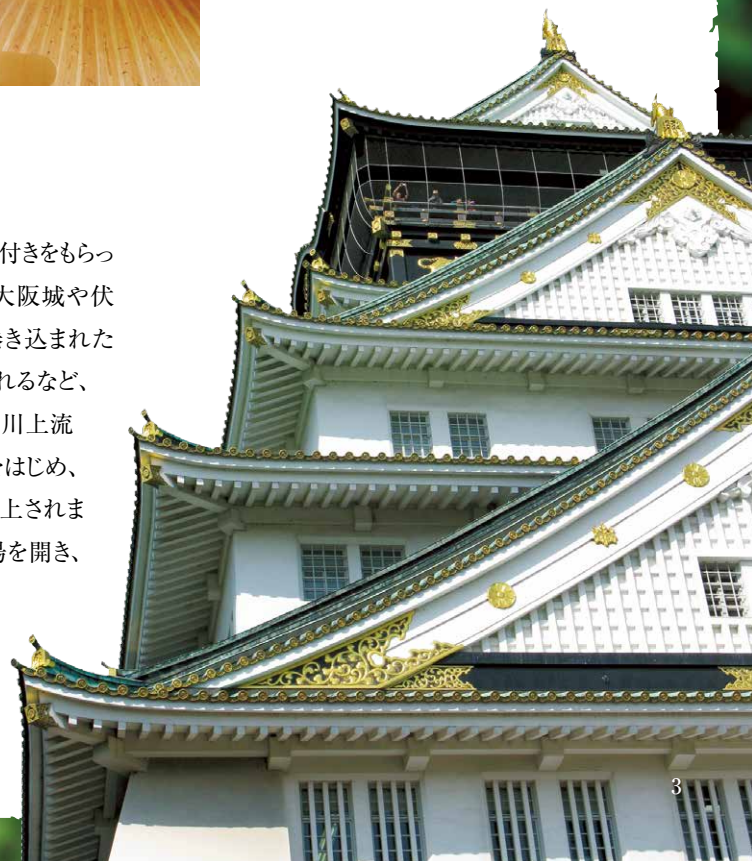 付きをもらっ
大阪城や伏
き込まれた
れるなど、
川上流
はじめ、
上されま
を開き、
3